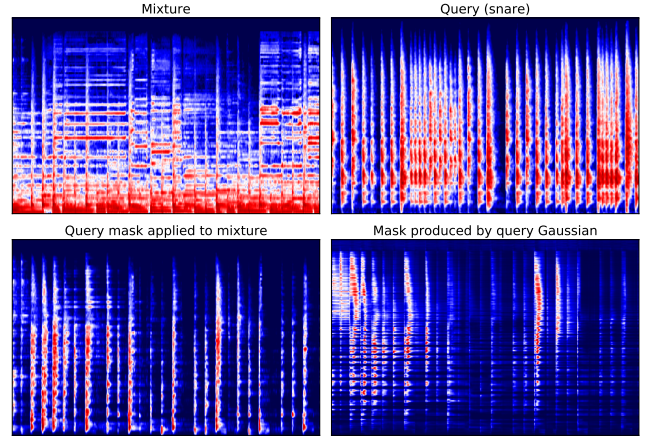 Mixture
Query (snare)
Query mask applied to mixture
Mask produced by query Gaussian